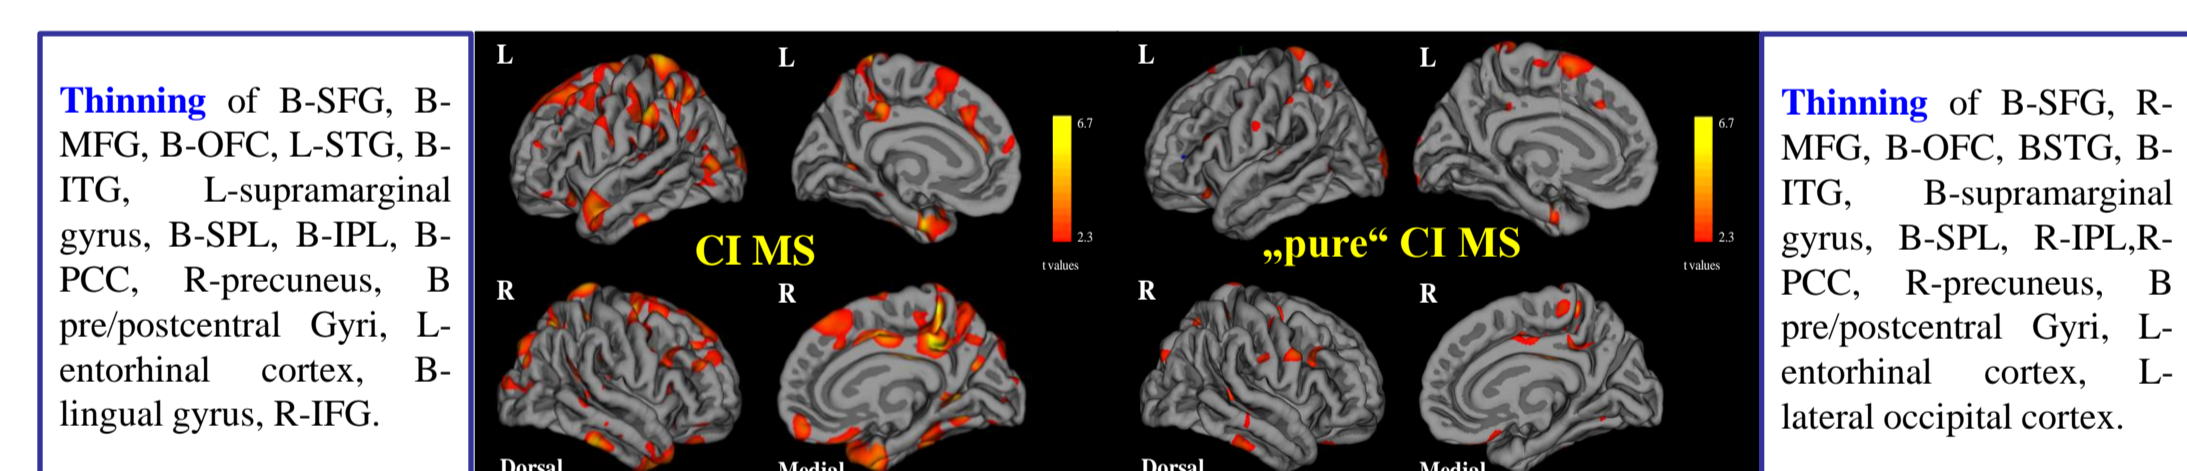 Thinning of B-SFG, B-
MFG, B-OFC, L-STG, B-
ITG, L-supramarginal
gyrus, B-SPL, B-IPL, B-
PCC, R-precuneus, B
pre/postcentral Gyri, L-
entorhinal cortex, B-
lingual gyrus, R-IFG.
L
L
6.7
2.3
t values
CI MS
R
R
Dorsal
Medial
L
L
6.7
2.3
t values
„pure“ CI MS
R
R
Dorsal
Medial
Thinning of B-SFG, R-
MFG, B-OFC, BSTG, B-
ITG, B-supramarginal
gyrus, B-SPL, R-IPL,R-
PCC, R-precuneus, B
pre/postcentral Gyri, L-
entorhinal cortex, L-
lateral occipital cortex.